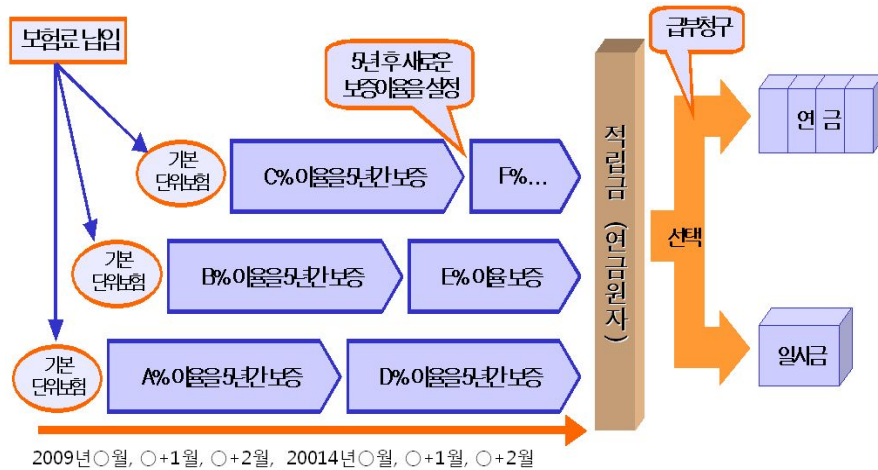 보험료 납입
급부청구
5년 후 새로운
보증이율을 설정
연 금
기본
단위보험
C% 이율을 5년간 보증
F% …
적립금 (연금원자)
선택
기본
단위보험
B% 이율을 5년간 보증
E% 이율 보증
기본
단위보험
A% 이율을 5년간 보증
D% 이율을 5년간 보증
일시금
2009년○월, ○+1월, ○+2월, 20014년○월, ○+1월, ○+2월